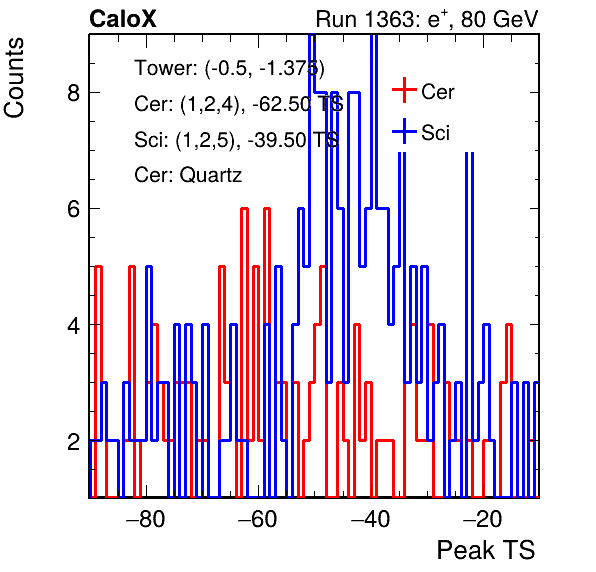 CaloX Run 1363: e+, 80 GeV
Counts
Tower: (-0.5, -1.375)
Cer: (1,2,4), -62.50 TS
Sci: (1,2,5), -39.50 TS
Cer: Quartz
Cer
Sci
8
6
4
2
−80 −60 −40 −20
Peak TS